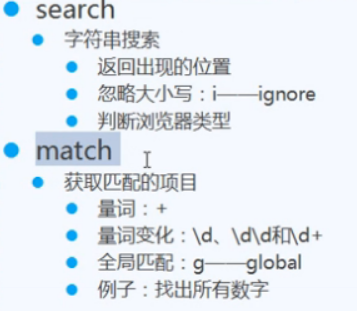 search
字符串搜索
返回出现的位置
忽略大小写：i——ignore
判断浏览器类型
match
获取匹配的项目
量词：+
量词变化：\d、\d\d和\d+
全局匹配：g——global
例子：找出所有数字